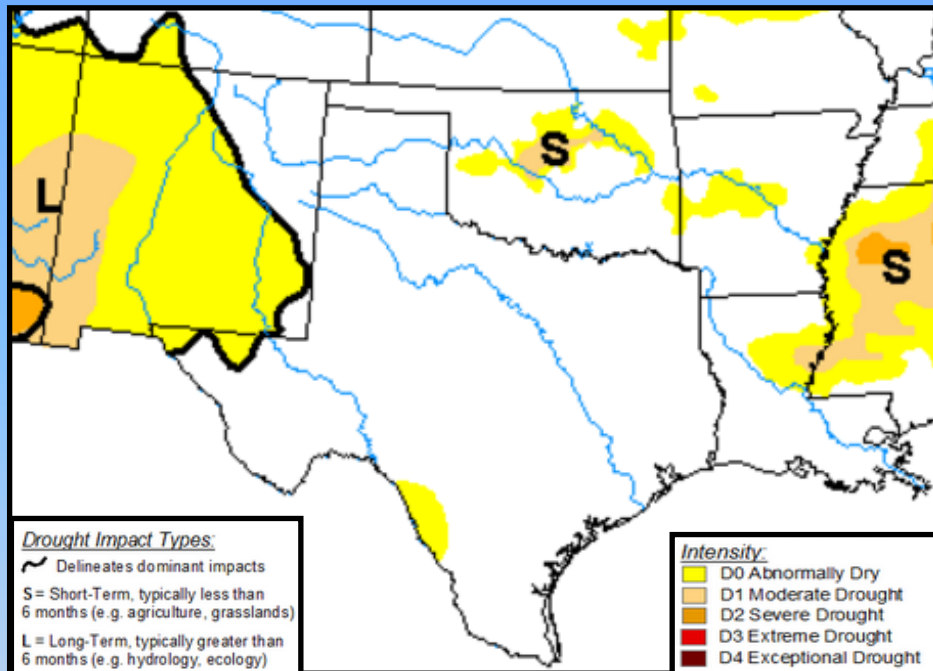 L
S
S
Drought Impact Types:
Delineates dominant impacts
S = Short-Term, typically less than
6 months (e.g. agriculture, grasslands)
L = Long-Term, typically greater than
6 months (e.g. hydrology, ecology)
Intensity:
D0 Abnormally Dry
D1 Moderate Drought
D2 Severe Drought
D3 Extreme Drought
D4 Exceptional Drought